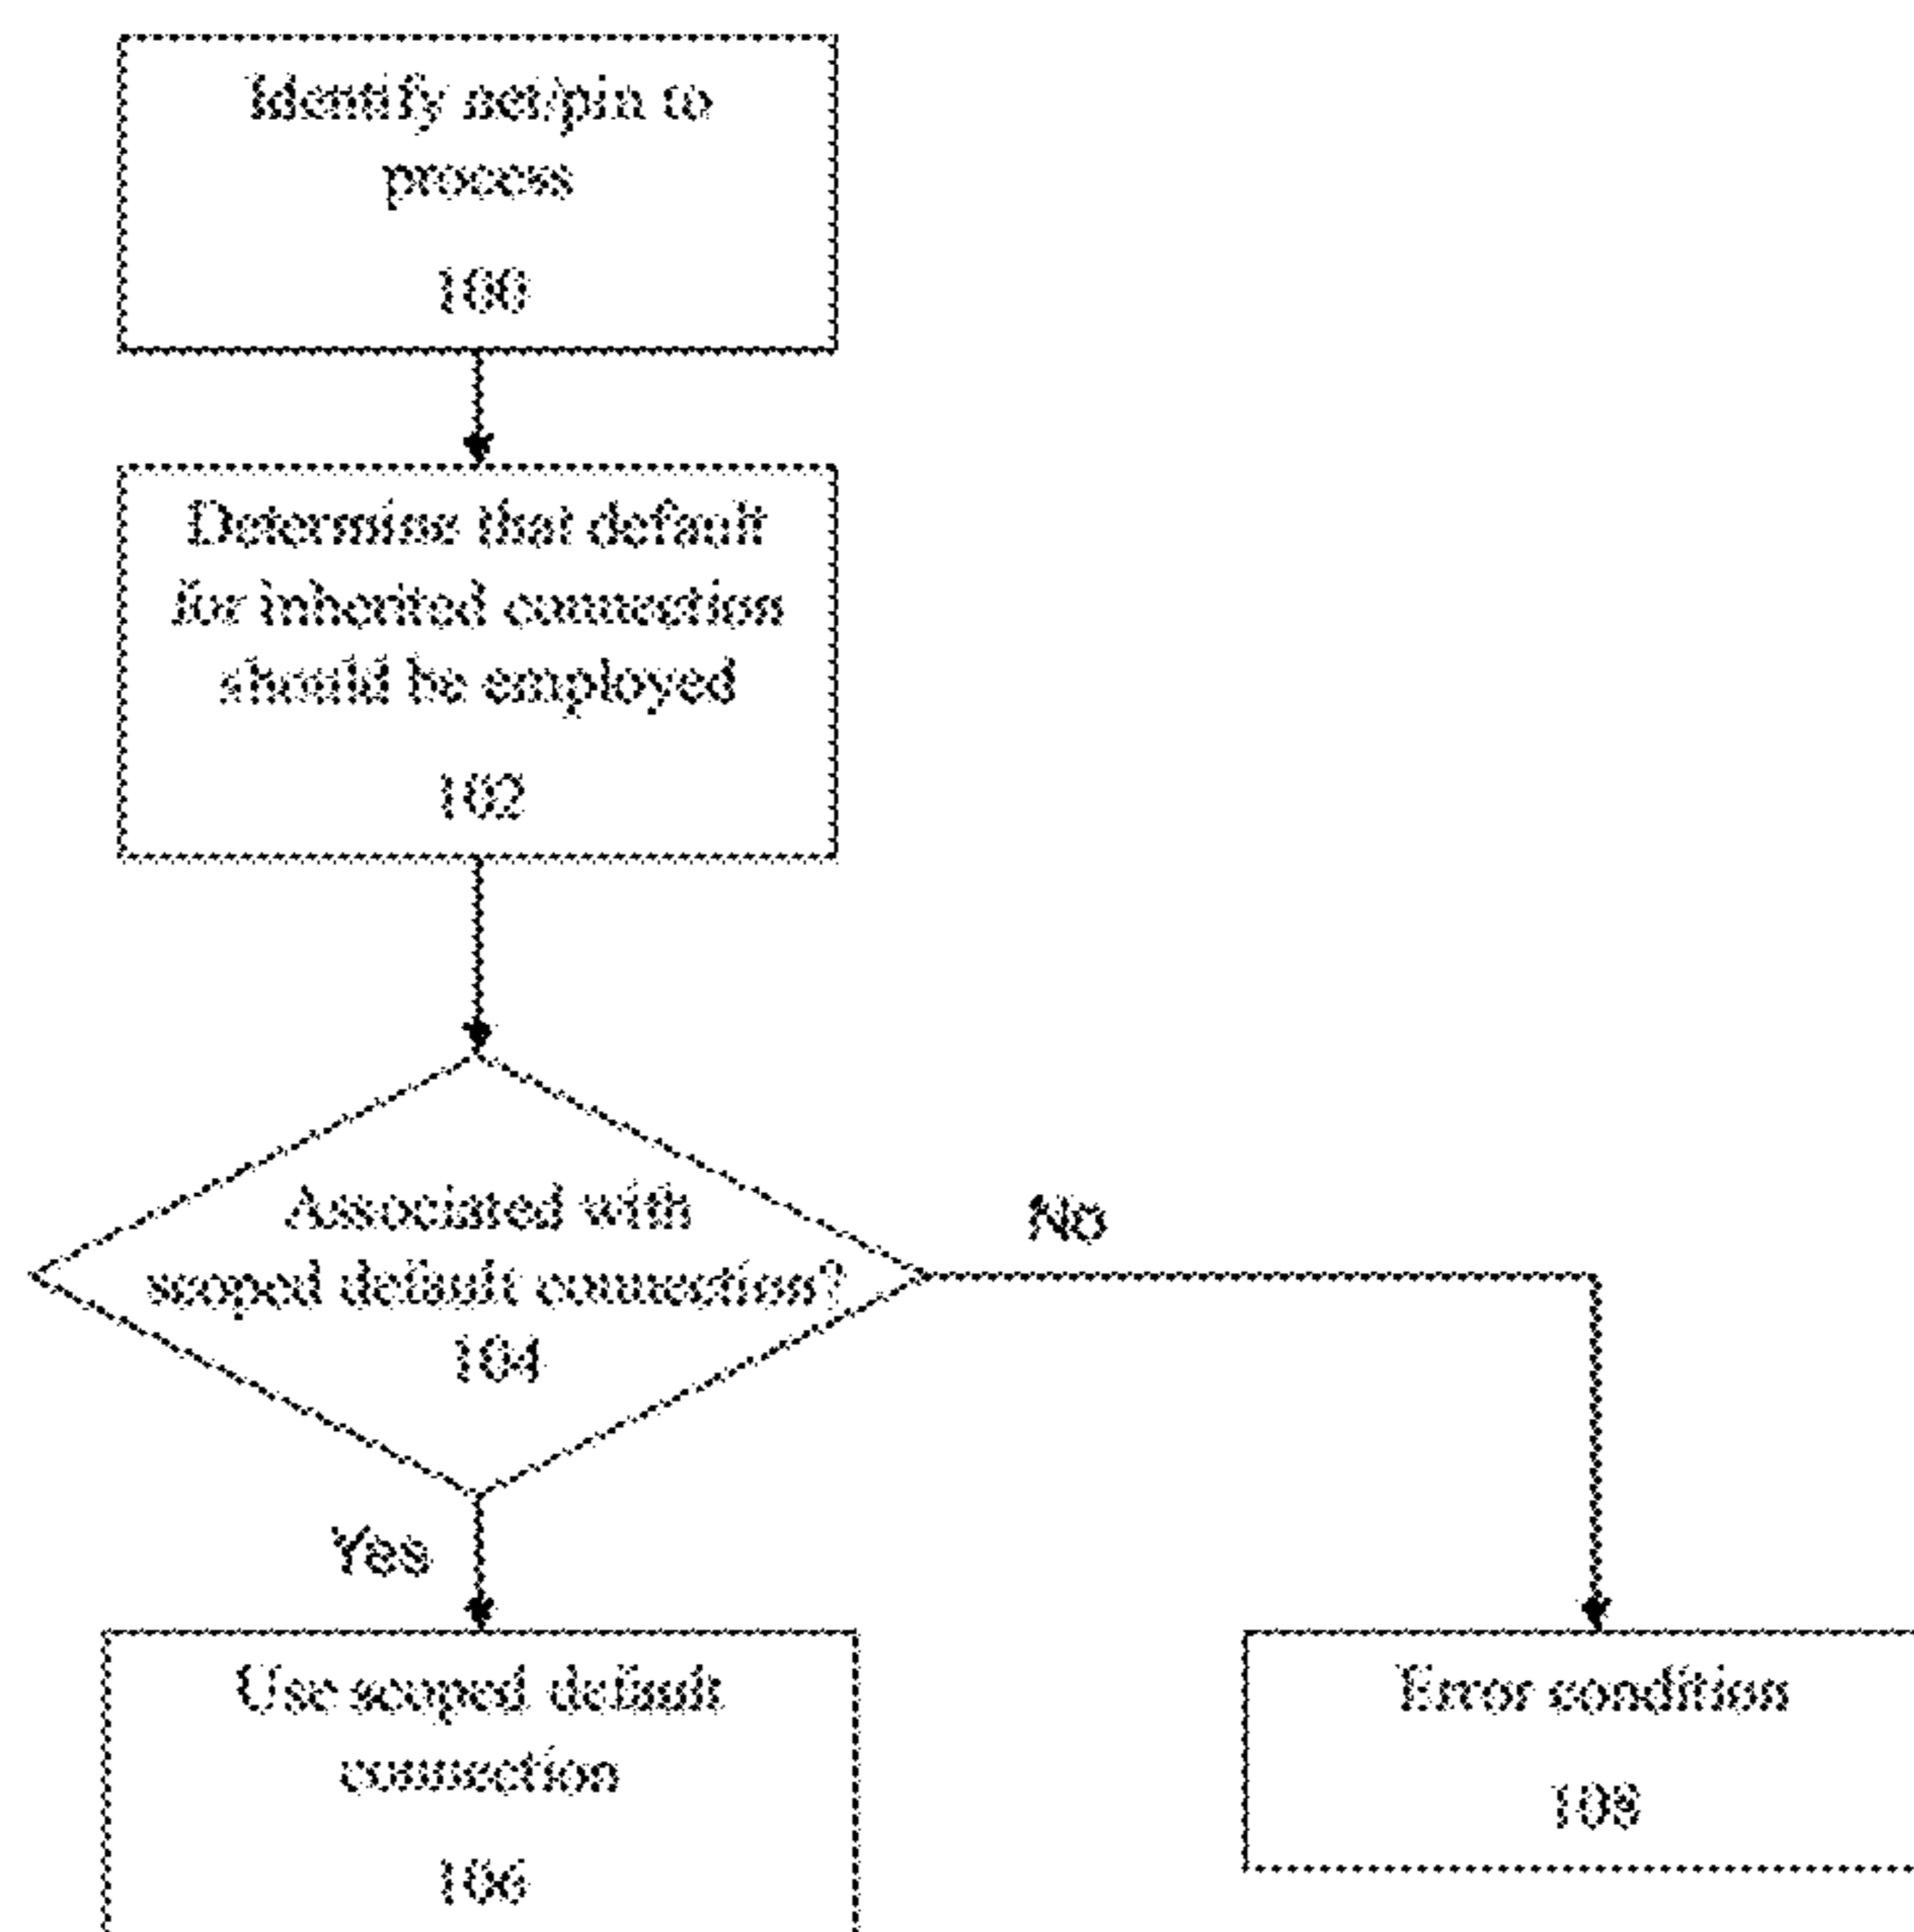 Identify net/pin to
process
100
Determine that default
for inherited connection
should be employed
102
Associated with
scoped default connection?
104
No
Yes
Use scoped default
connection
106
Error condition
108